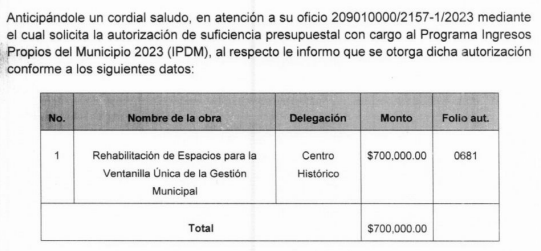 Anticipándole un cordial saludo, en atención a su oficio 209010000/2157-1/2023 mediante
el cual solicita la autorización de suficiencia presupuestal con cargo al Programa Ingresos
Propios del Municipio 2023 (IPDM), al respecto le informo que se otorga dicha autorización
conforme a los siguientes datos:
No. Nombre de la obra Delegación Monto Folio aut.
1 Rehabilitación de Espacios para la Centro $700,000.00 0681
Ventanilla Única de la Gestión Histórico
Municipal
Total $700,000.00